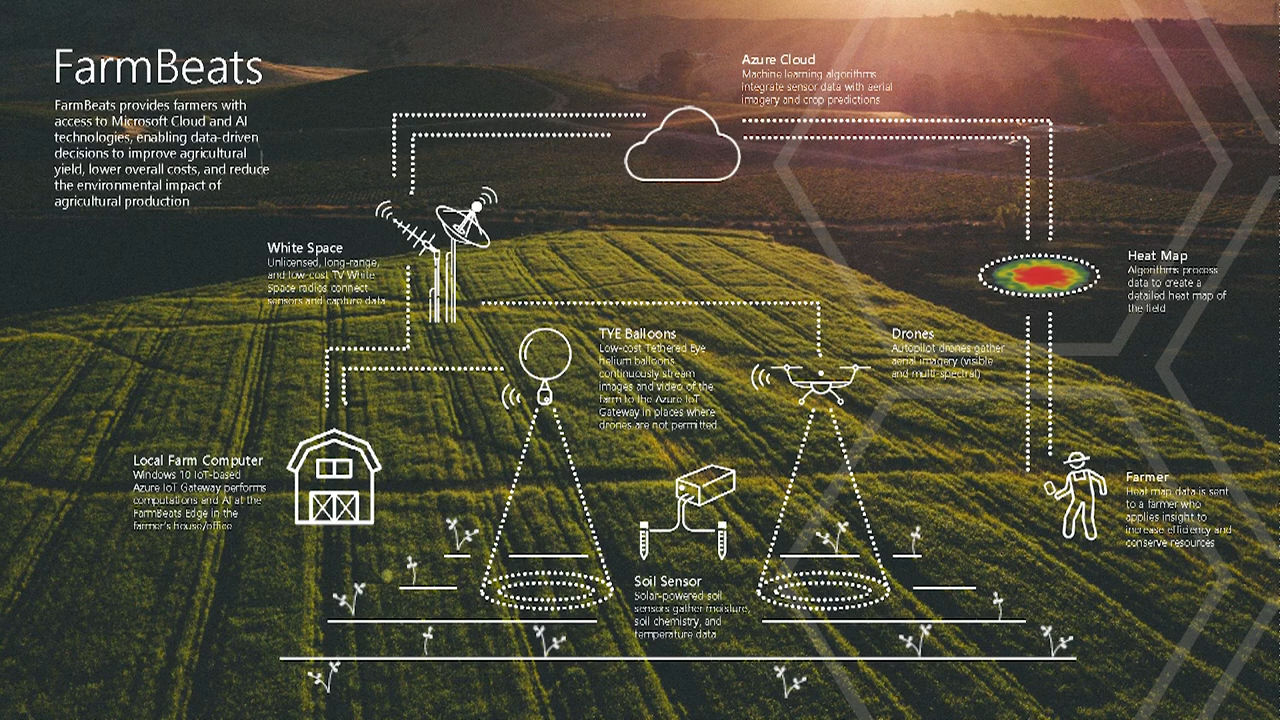 FarmBeats
FarmBeats provides farmers with
access to Microsoft Cloud and AI
technologies, enabling data-driven
decisions to improve agricultural
yield, lower overall costs, and reduce
the environmental impact of
agricultural production
Azure Cloud
Machine learning algorithms
integrate sensor data with aerial
imagery and crop predictions
White Space
Unlicensed, long-range,
and low-cost TV White
Space radios connect
sensors and capture data
Heat Map
Algorithms process
data to create a
detailed heat map of
the field
TYE Balloons
Low-cost Tethered Eye
helium balloons
continuously stream
images and video of the
farm to the Azure IoT
Gateway in places where
drones are not permitted
Drones
Autopilot drones gather
aerial imagery (visible
and multi-spectral)
Local Farm Computer
Windows 10 IoT-based
Azure IoT Gateway performs
computations and AI at the
FarmBeats Edge in the
farmer's house/office
Farmer
Heat map data is sent
to a farmer who
applies insight to
increase efficiency and
conserve resources
Soil Sensor
Solar-powered soil
sensors gather moisture,
soil chemistry, and
temperature data